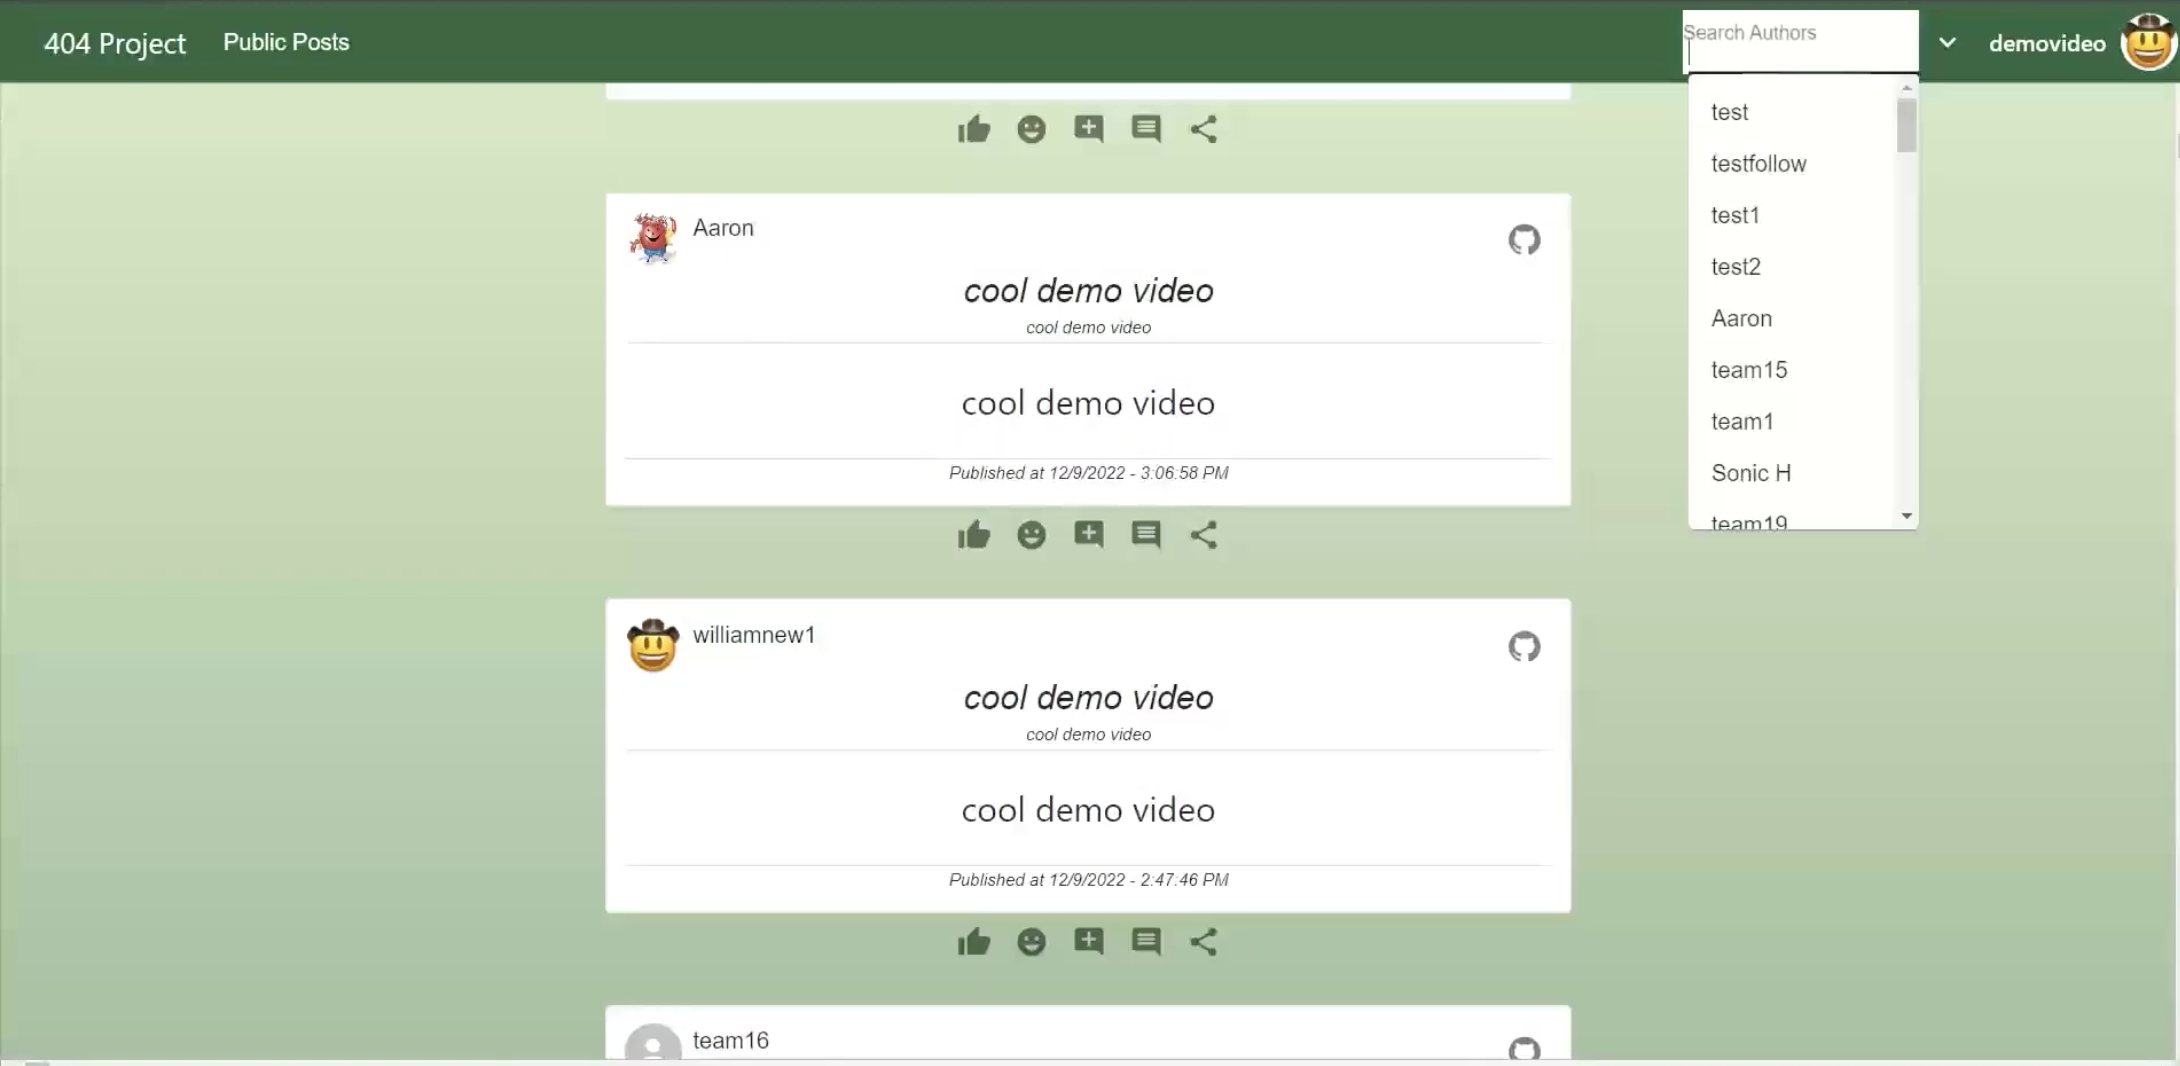 404 Project
Public Posts
Search Authors
demovideo
test
testfollow
test1
test2
Aaron
team15
team1
Sonic H
team19
Aaron
cool demo video
cool demo video
cool demo video
Published at 12/9/2022 - 3:06:58 PM
williamnew1
cool demo video
cool demo video
cool demo video
Published at 12/9/2022 - 2:47:46 PM
team16